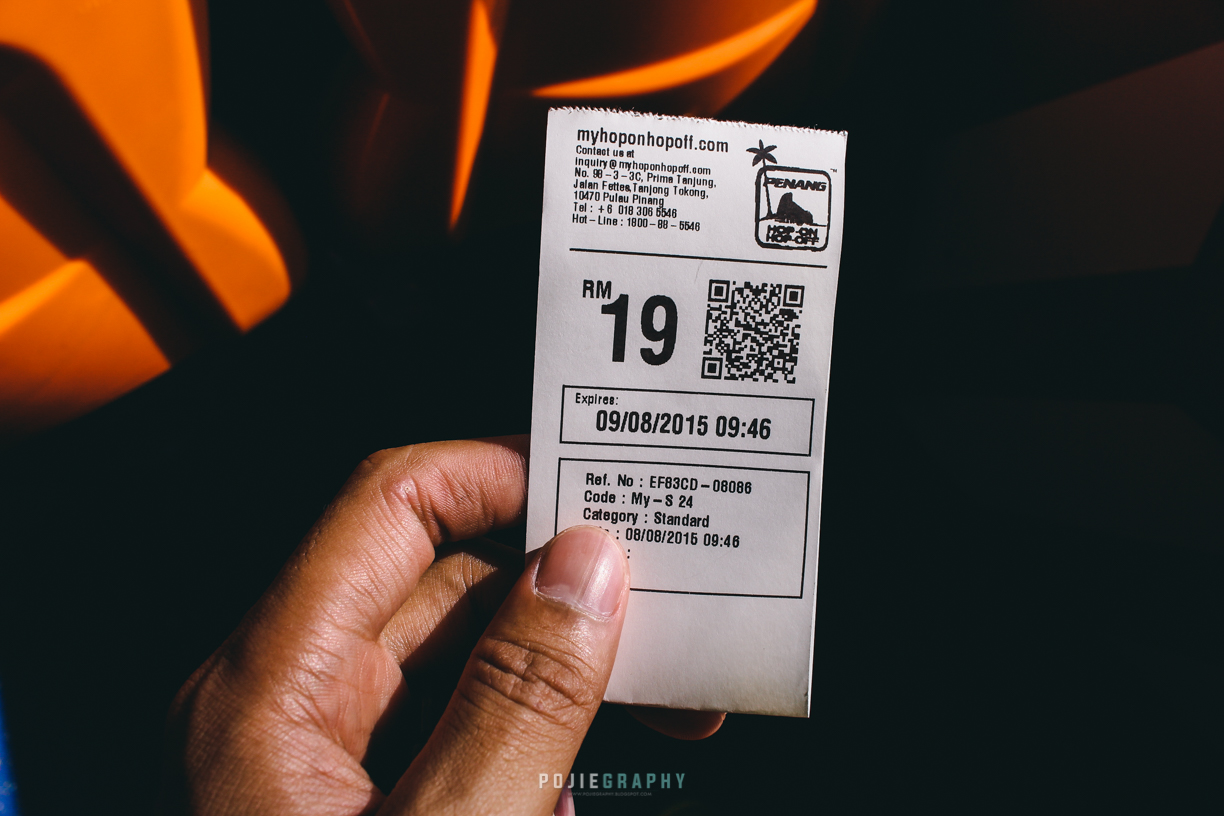 myhoponhopoff.com
Contact us at
inquiry@myhoponhopoff.com
No. 98-3-3C, Prima Tanjung,
Jalan Fettes,Tanjong Tokong,
10470 Pulau Pinang
Tel : +6 018 306 5546
Hot-Line : 1800-88-5546
PENANG
HOP-ON
HOP-OFF
™
RM
19
Expires:
09/08/2015 09:46
Ref. No : EF83CD-08086
Code : My-S 24
Category : Standard
: 08/08/2015 09:46
:
POJIEGRAPHY